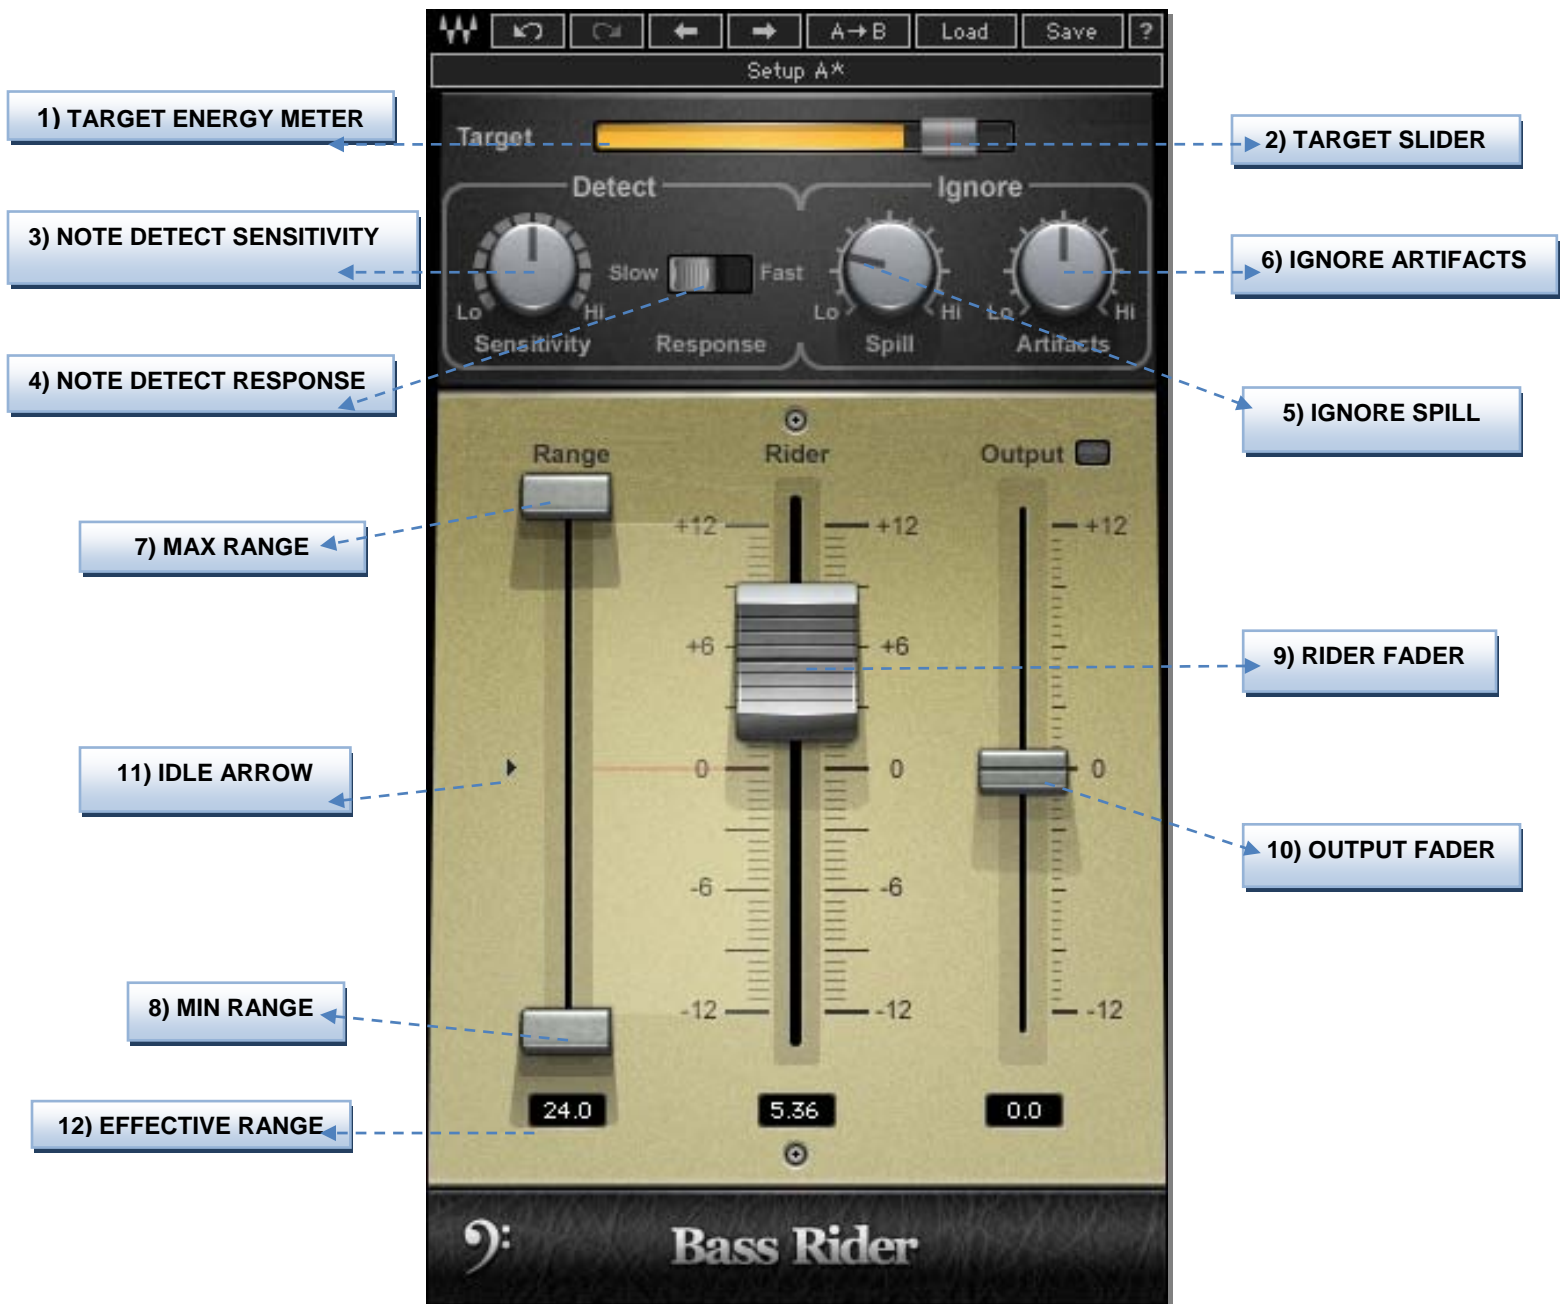 A→B Load Save ?
Setup A*
1) TARGET ENERGY METER
Target
2) TARGET SLIDER
Detect
Ignore
3) NOTE DETECT SENSITIVITY
Slow Fast
6) IGNORE ARTIFACTS
Lo Hi
Lo Hi
Lo Hi
Sensitivity Response Spill Artifacts
4) NOTE DETECT RESPONSE
5) IGNORE SPILL
Range Rider Output
7) MAX RANGE
+12 +12 +12
+6 +6
9) RIDER FADER
11) IDLE ARROW
0 0 0
10) OUTPUT FADER
-6 -6
8) MIN RANGE
-12 -12 -12
12) EFFECTIVE RANGE
24.0 5.36 0.0
Bass Rider